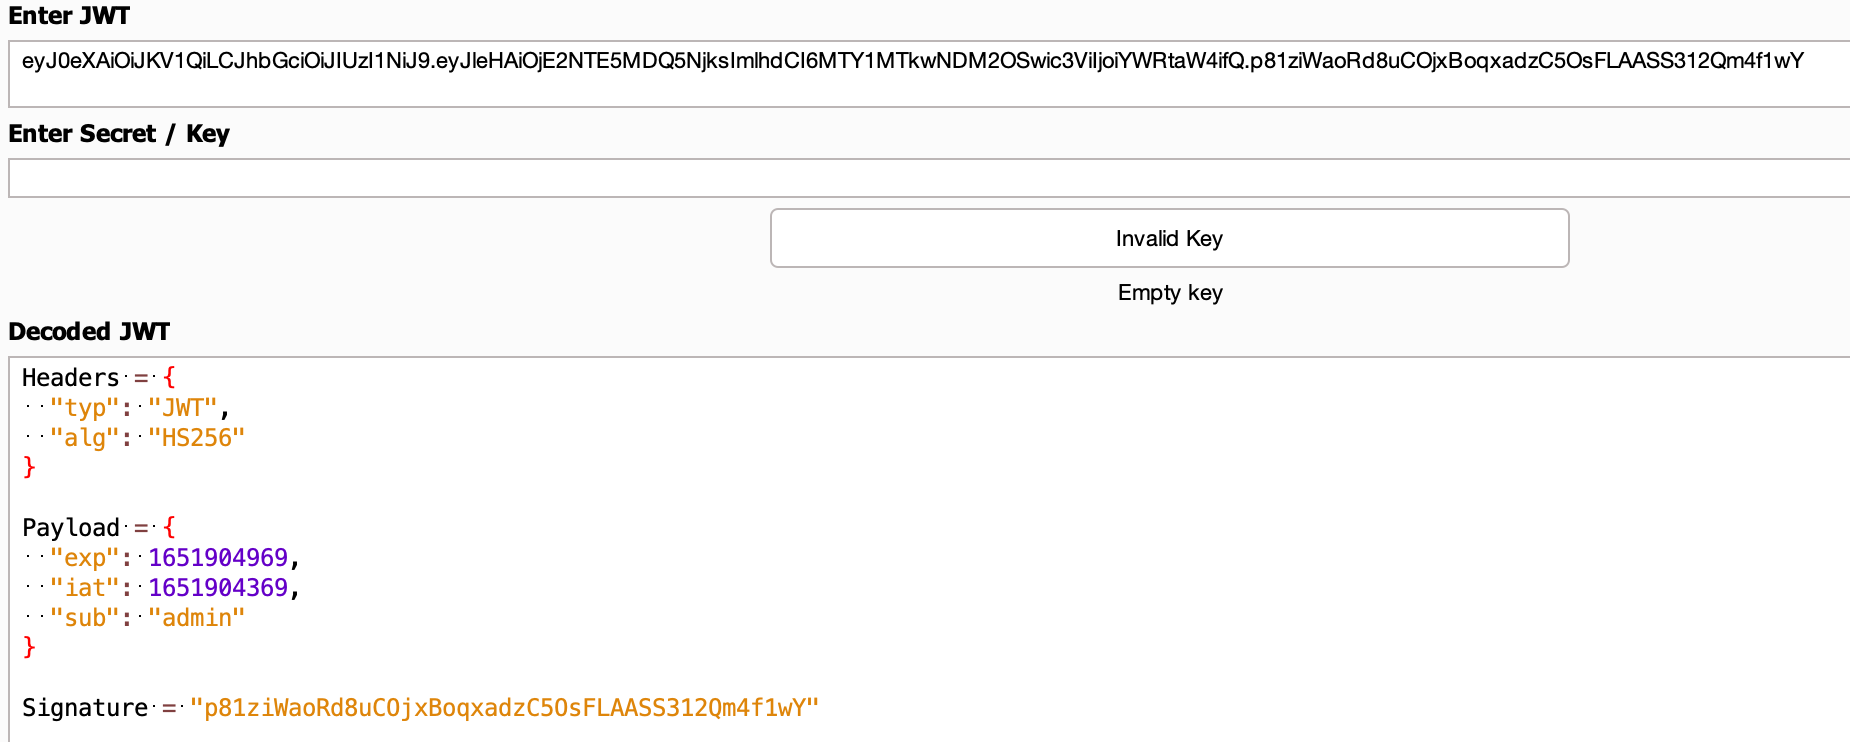 Enter JWT
eyJ0eXAiOiJKV1QiLCJhbGciOiJIUzI1NiJ9.eyJleHAiOjE2NTE5MDQ5NjksImlhdCI6MTY1MTkwNDM2OSwic3ViIjoiYWRtaW4ifQ.p81ziWaoRd8uCOjxBoqxadzC5OsFLAASS312Qm4f1wY
Enter Secret / Key
Invalid Key
Empty key
Decoded JWT
Headers = {
  "typ": "JWT",
  "alg": "HS256"
}
Payload = {
  "exp": 1651904969,
  "iat": 1651904369,
  "sub": "admin"
}
Signature = "p81ziWaoRd8uCOjxBoqxadzC5OsFLAASS312Qm4f1wY"